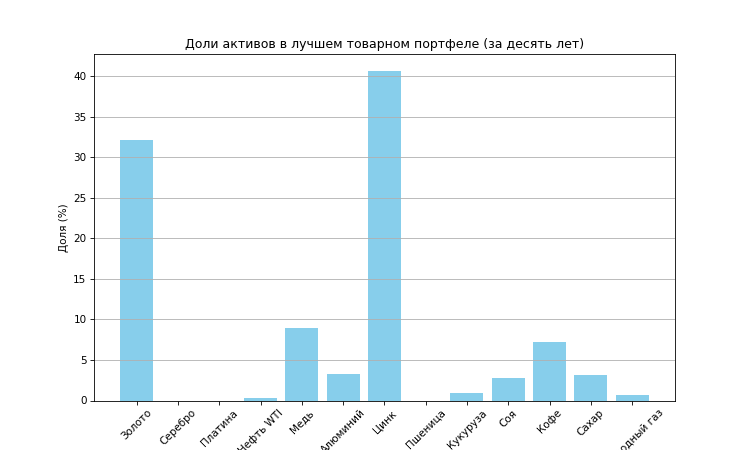 Доли активов в лучшем товарном портфеле (за десять лет)
Доля (%)
40
35
30
25
20
15
10
5
0
Золото
Серебро
Платина
Нефть WTI
Медь
Алюминий
Цинк
Пшеница
Кукуруза
Соя
Кофе
Сахар
газ